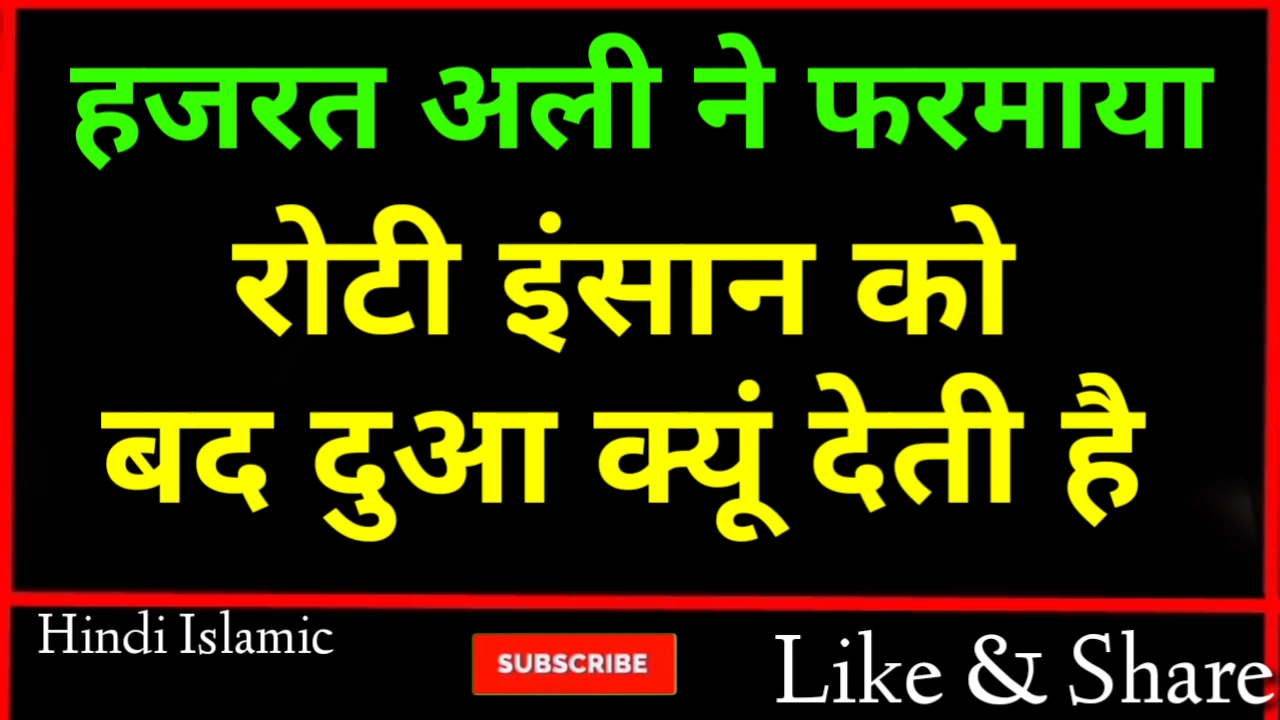 हजरत अली ने फरमाया
रोटी इंसान को
बद दुआ क्यूं देती है
Hindi Islamic
SUBSCRIBE
Like & Share